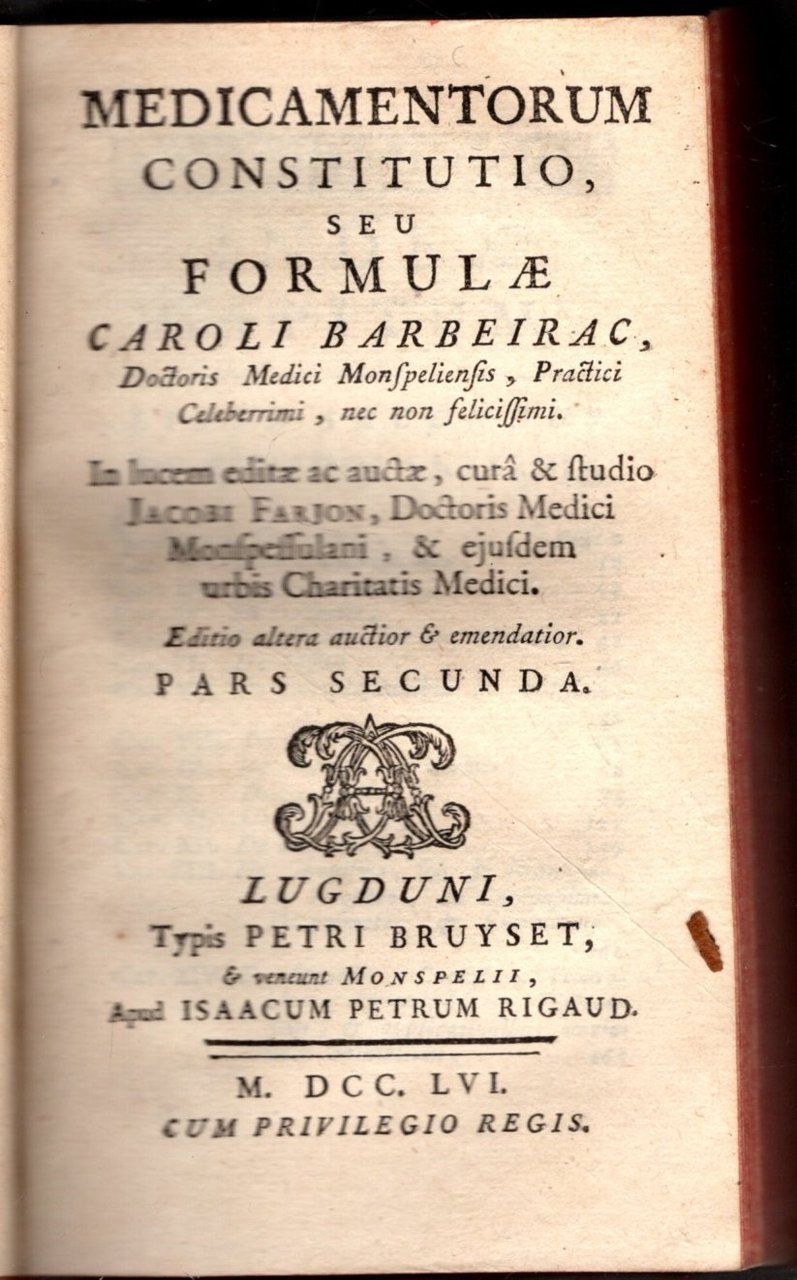 MEDICAMENTORUM
CONSTITUTIO,
SEU
FORMULÆ
CAROLI BARBEIRAC,
Doctoris Medici Monſpelienſis, Practici
Celeberrimi, nec non feliciſſimi.
In lucem editæ ac auctæ, curâ & ſtudio
JACOBI FARJON, Doctoris Medici
Monſpeſſulani, & ejuſdem
urbis Charitatis Medici.
Editio altera auctior & emendatior.
PARS SECUNDA.
LUGDUNI,
Typis PETRI BRUYSET,
& veneunt MONSPELII,
Apud ISAACUM PETRUM RIGAUD.
M. DCC. LVI.
CUM PRIVILEGIO REGIS.